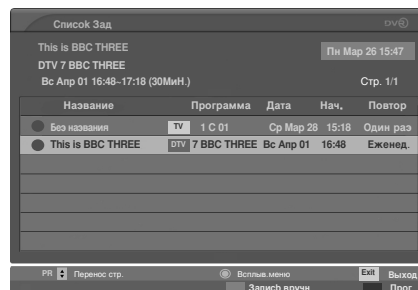 Список Зад
DV
This is BBC THREE
Пн Мар 26 15:47
DTV 7 BBC THREE
Вс Апр 01 16:48~17:18 (30МиН.)
Стр. 1/1
Название Программа Дата Нач. Повтор
Без названия TV 1 C 01 Ср Мар 28 15:18 Один раз
This is BBC THREE DTV 7 BBC THREE Вс Апр 01 16:48 Еженед.
PR Перенос стр. Всплыв.меню Exit Выход
Записb вручн Прог